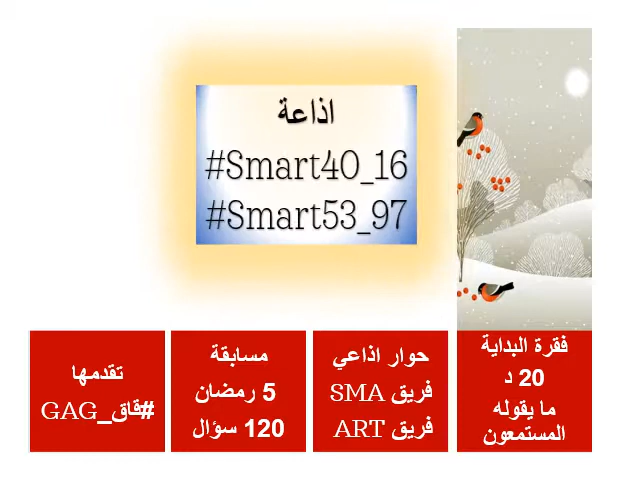 اذاعة
#Smart40_16
#Smart53_97
فقرة البداية
20 د
ما يقوله
المستمعون
حوار اذاعي
فريق SMA
فريق ART
مسابقة
5 رمضان
120 سؤال
تقدمها
#قاق_GAG